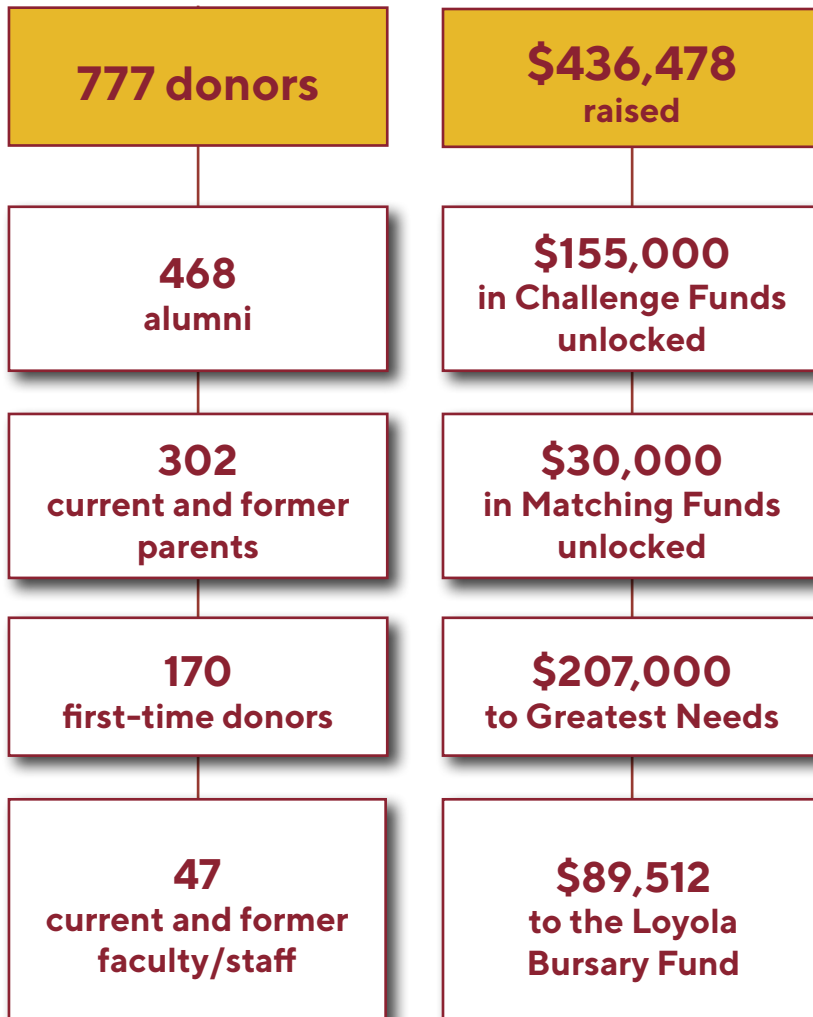 777 donors
468
alumni
302
current and former
parents
170
first-time donors
47
current and former
faculty/staff
$436,478
raised
$155,000
in Challenge Funds
unlocked
$30,000
in Matching Funds
unlocked
$207,000
to Greatest Needs
$89,512
to the Loyola
Bursary Fund